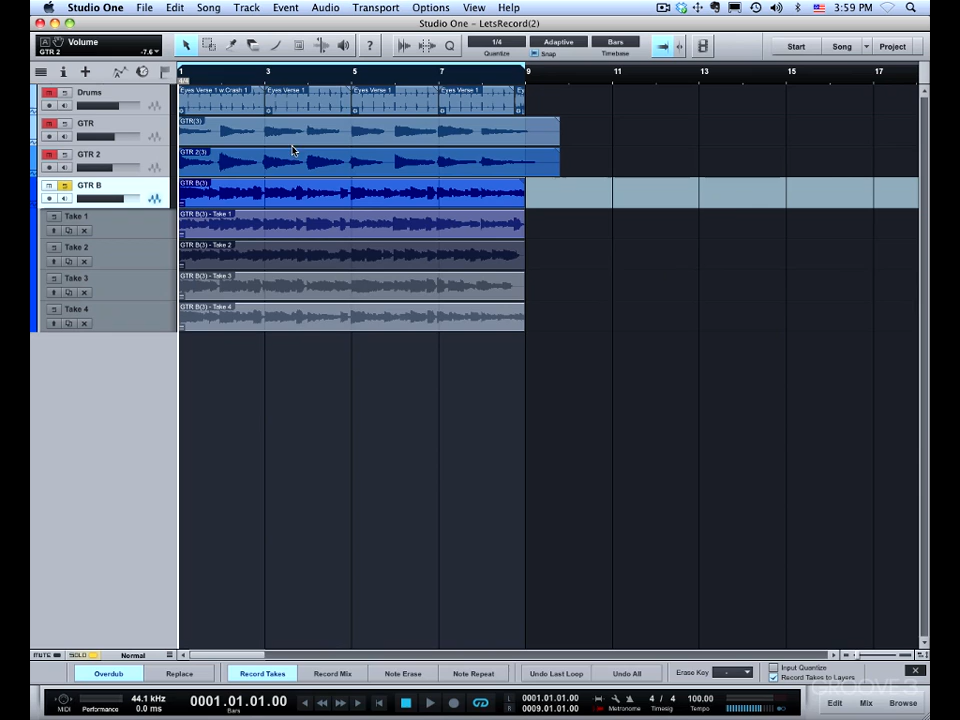 Studio One File Edit Song Track Event Audio Transport Options View Help 3:59 PM
Studio One – LetsRecord(2)
Volume
GTR 2 -7.6
1/4
Quantize
Adaptive
Snap
Bars
Timebase
Start Song Project
1 3 5 7 9 11 13 15 17
4/4
Drums
Eyes Verse 1 w Crash 1 Eyes Verse 1 Eyes Verse 1 Eyes Verse 1 Ey
GTR
GTR(3)
GTR 2
GTR 2(3)
GTR B
GTR B(3)
Take 1
GTR B(3) - Take 1
Take 2
GTR B(3) - Take 2
Take 3
GTR B(3) - Take 3
Take 4
GTR B(3) - Take 4
MUTE SOLO Normal
Overdub Replace Record Takes Record Mix Note Erase Note Repeat Undo Last Loop Undo All Erase Key
Input Quantize
Record Takes to Layers
GROOVE3
MIDI
Performance
44.1 kHz
0.0 ms
0001.01.01.00
Bars
L 0001.01.01.00
R 0009.01.01.00
Metronome
4 / 4
Timesig
100.00
Tempo
Edit Mix Browse